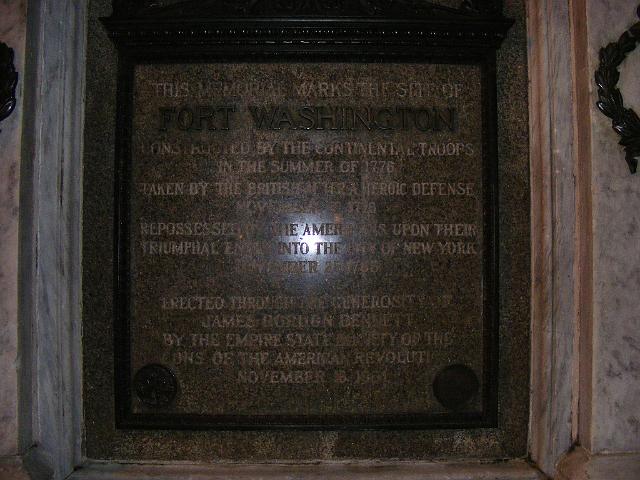 THIS MEMORIAL MARKS THE SITE OF
FORT WASHINGTON
CONSTRUCTED BY THE CONTINENTAL TROOPS
IN THE SUMMER OF 1776
TAKEN BY THE BRITISH AFTER A HEROIC DEFENSE
NOVEMBER 1776
REPOSSESSED BY THE AMERICANS UPON THEIR
TRIUMPHAL ENTRY INTO THE CITY OF NEW YORK
NOVEMBER
ERECTED THROUGH THE GENEROSITY OF
JAMES GORDON BENNETT
BY THE EMPIRE STATE SOCIETY OF THE
SONS OF THE AMERICAN REVOLUTION
NOVEMBER